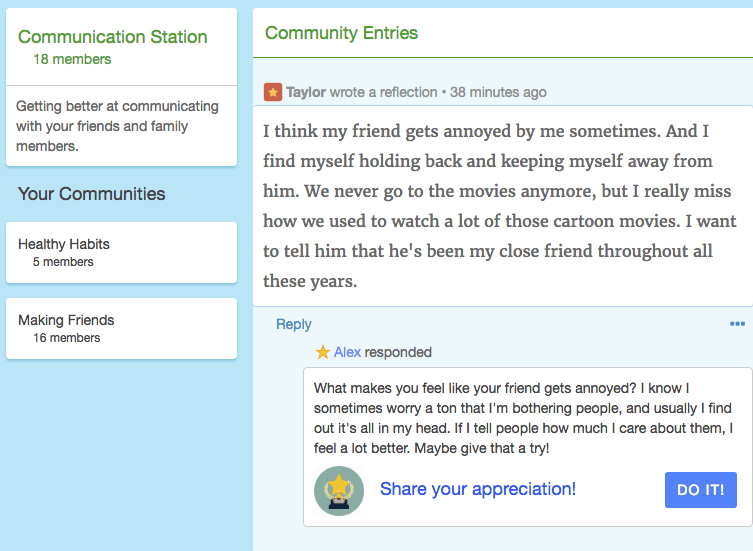 Communication Station
18 members
Getting better at communicating
with your friends and family
members.
Your Communities
Healthy Habits
5 members
Making Friends
16 members
Community Entries
Taylor wrote a reflection • 38 minutes ago
I think my friend gets annoyed by me sometimes. And I
find myself holding back and keeping myself away from
him. We never go to the movies anymore, but I really miss
how we used to watch a lot of those cartoon movies. I want
to tell him that he's been my close friend throughout all
these years.
Reply
Alex responded
What makes you feel like your friend gets annoyed? I know I
sometimes worry a ton that I'm bothering people, and usually I find
out it's all in my head. If I tell people how much I care about them, I
feel a lot better. Maybe give that a try!
Share your appreciation!
DO IT!